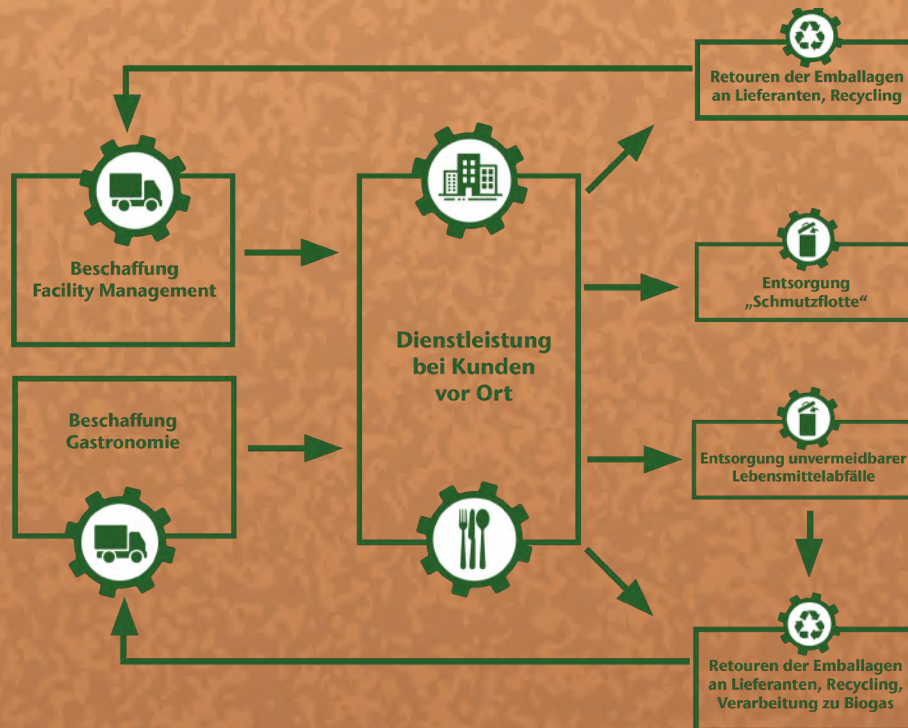 Retouren der Emballagen
an Lieferanten, Recycling
Beschaffung
Facility Management
Entsorgung
„Schmutzflotte“
Dienstleistung
bei Kunden
vor Ort
Beschaffung
Gastronomie
Entsorgung unvermeidbarer
Lebensmittelabfälle
Retouren der Emballagen
an Lieferanten, Recycling,
Verarbeitung zu Biogas